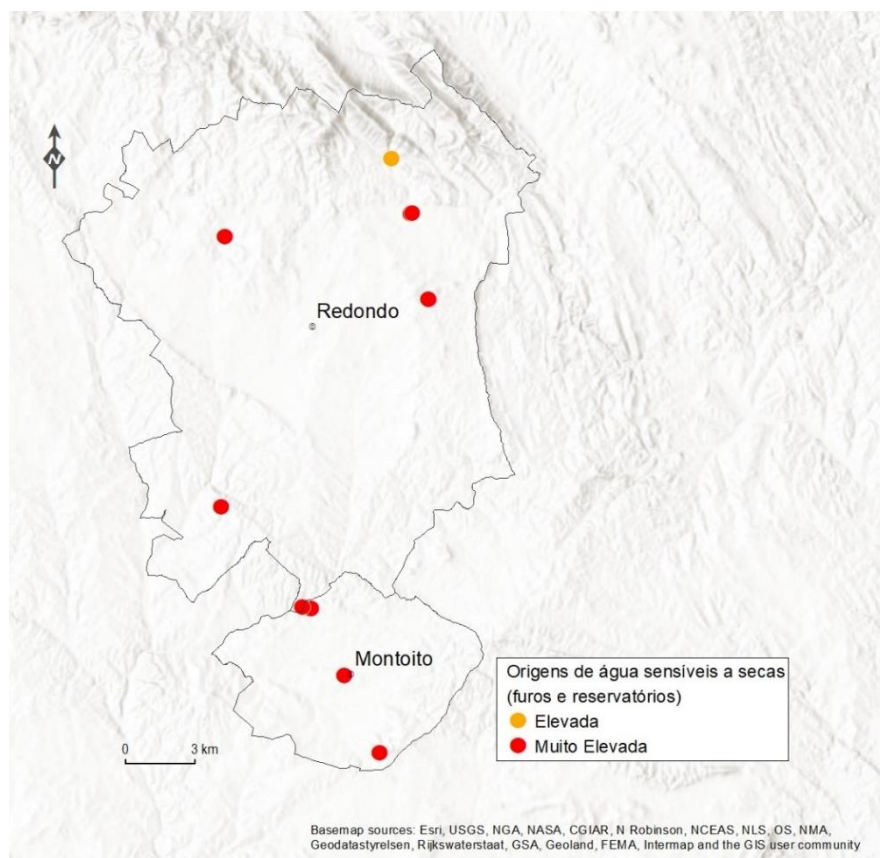 N
Redondo
Montoito
Origens de água sensíveis a secas
(furos e reservatórios)
Elevada
Muito Elevada
0 3 km
Basemap sources: Esri, USGS, NGA, NASA, CGIAR, N Robinson, NCEAS, NLS, OS, NMA,
Geodatastyrelsen, Rijkswaterstaat, GSA, Geoland, FEMA, Intermap and the GIS user community